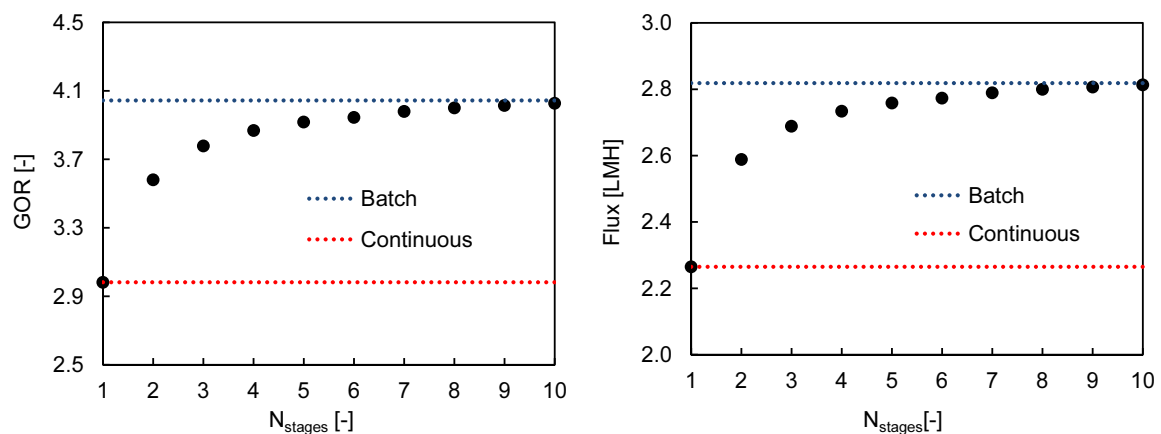 4.5
4.1
3.7
3.3
2.9
2.5
GOR [-]
Batch
Continuous
1 2 3 4 5 6 7 8 9 10
Nstages [-]
3.0
2.8
2.6
2.4
2.2
2.0
Flux [LMH]
Batch
Continuous
1 2 3 4 5 6 7 8 9 10
Nstages[-]